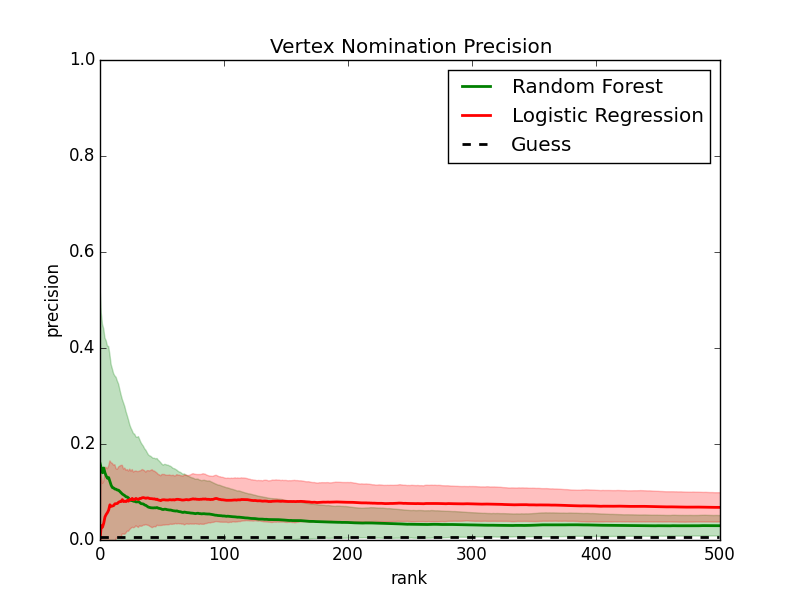 Vertex Nomination Precision
1.0
0.8
0.6
0.4
0.2
0.0
precision
Random Forest
Logistic Regression
Guess
0 100 200 300 400 500
rank